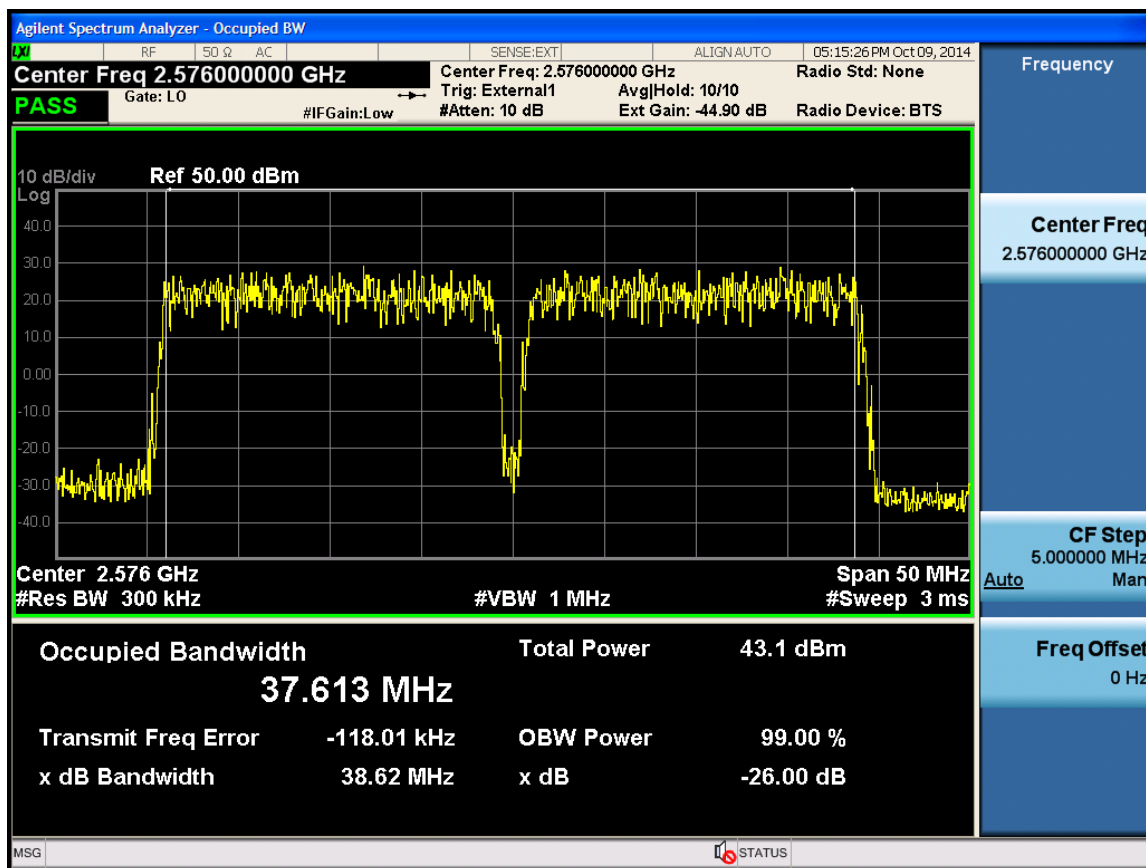 Agilent Spectrum Analyzer - Occupied BW
LXI RF 50 Ω AC SENSE:EXT ALIGN AUTO 05:15:26 PM Oct 09, 2014
Center Freq 2.576000000 GHz
PASS
Gate: LO
#IFGain:Low
Center Freq: 2.576000000 GHz
Trig: External1 Avg|Hold: 10/10
#Atten: 10 dB Ext Gain: -44.90 dB
Radio Std: None
Radio Device: BTS
10 dB/div Ref 50.00 dBm
Log
40.0
30.0
20.0
10.0
0.00
-10.0
-20.0
-30.0
-40.0
Center 2.576 GHz Span 50 MHz
#Res BW 300 kHz #VBW 1 MHz #Sweep 3 ms
Occupied Bandwidth Total Power 43.1 dBm
37.613 MHz
Transmit Freq Error -118.01 kHz OBW Power 99.00 %
x dB Bandwidth 38.62 MHz x dB -26.00 dB
Frequency
Center Freq
2.576000000 GHz
CF Step
5.000000 MHz
Auto Man
Freq Offset
0 Hz
MSG STATUS